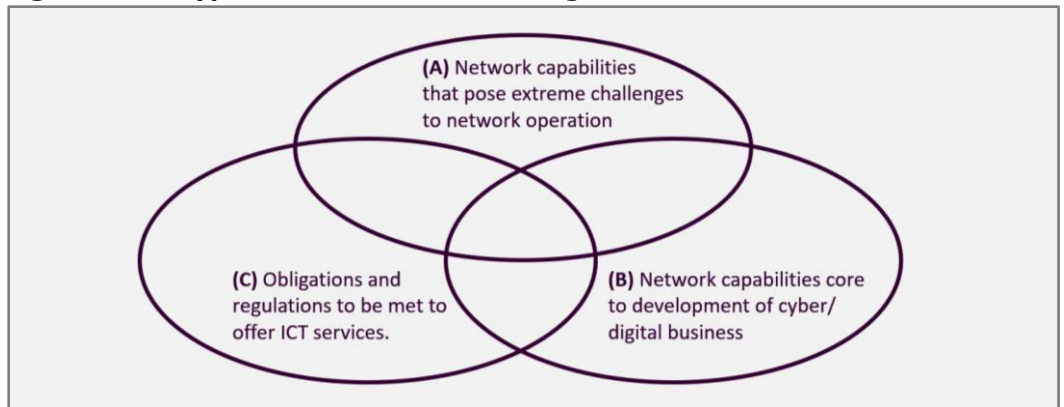 (A) Network capabilities
that pose extreme challenges
to network operation
(C) Obligations and
regulations to be met to
offer ICT services.
(B) Network capabilities core
to development of cyber/
digital business